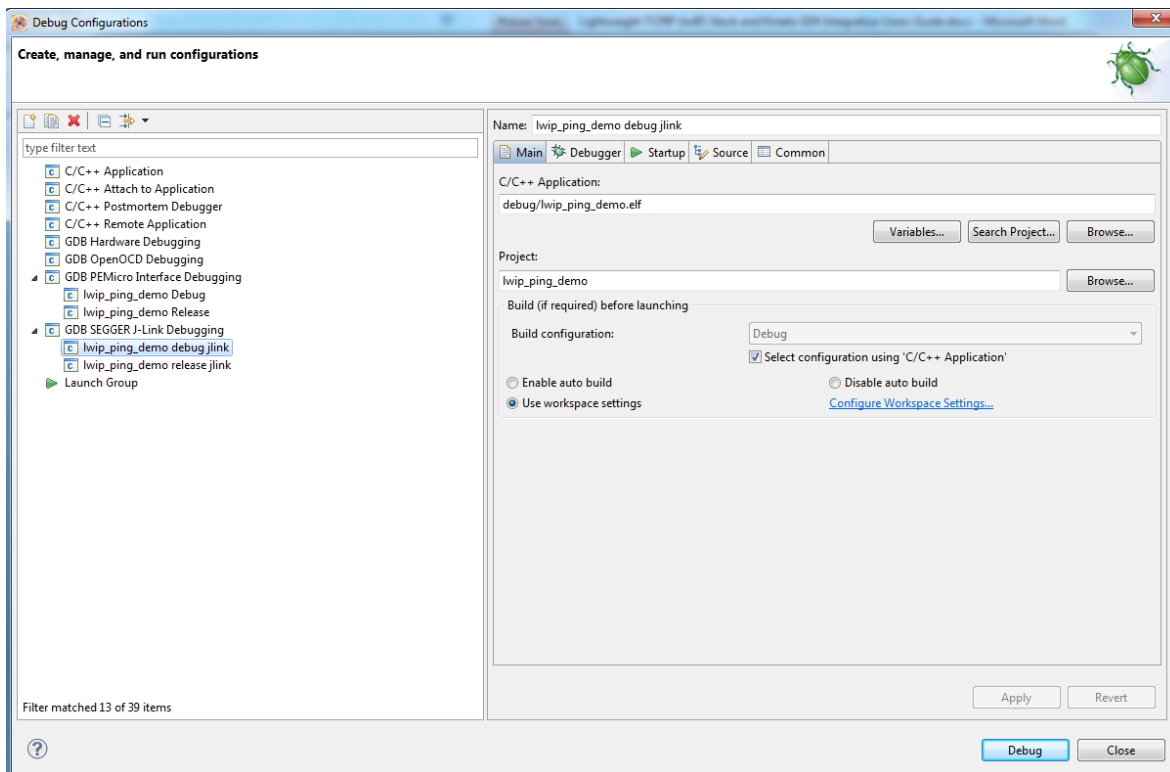 Debug Configurations
Create, manage, and run configurations
type filter text
C/C++ Application
C/C++ Attach to Application
C/C++ Postmortem Debugger
C/C++ Remote Application
GDB Hardware Debugging
GDB OpenOCD Debugging
GDB PEMicro Interface Debugging
lwip_ping_demo Debug
lwip_ping_demo Release
GDB SEGGER J-Link Debugging
lwip_ping_demo debug jlink
lwip_ping_demo release jlink
Launch Group
Filter matched 13 of 39 items
Name: lwip_ping_demo debug jlink
Main Debugger Startup Source Common
C/C++ Application:
debug/lwip_ping_demo.elf
Variables... Search Project... Browse...
Project:
lwip_ping_demo Browse...
Build (if required) before launching
Build configuration: Debug
Select configuration using 'C/C++ Application'
Enable auto build Disable auto build
Use workspace settings Configure Workspace Settings...
Apply Revert
Debug Close